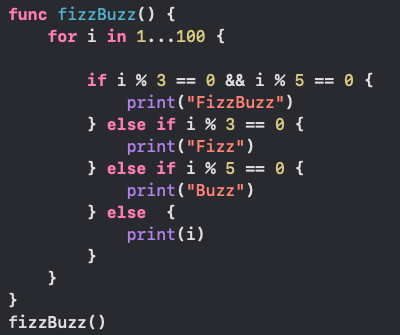 func fizzBuzz() {
    for i in 1...100 {

        if i % 3 == 0 && i % 5 == 0 {
            print("FizzBuzz")
        } else if i % 3 == 0 {
            print("Fizz")
        } else if i % 5 == 0 {
            print("Buzz")
        } else  {
            print(i)
        }
    }
}
fizzBuzz()